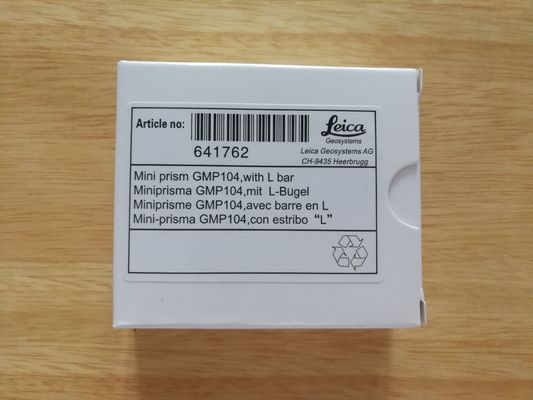 Article no:
641762
Leica
Geosystems
Leica Geosystems AG
CH-9435 Heerbrugg
Mini prism GMP104,with L bar
Miniprisma GMP104,mit L-Bugel
Miniprisme GMP104,avec barre en L
Mini-prisma GMP104,con estribo “L”